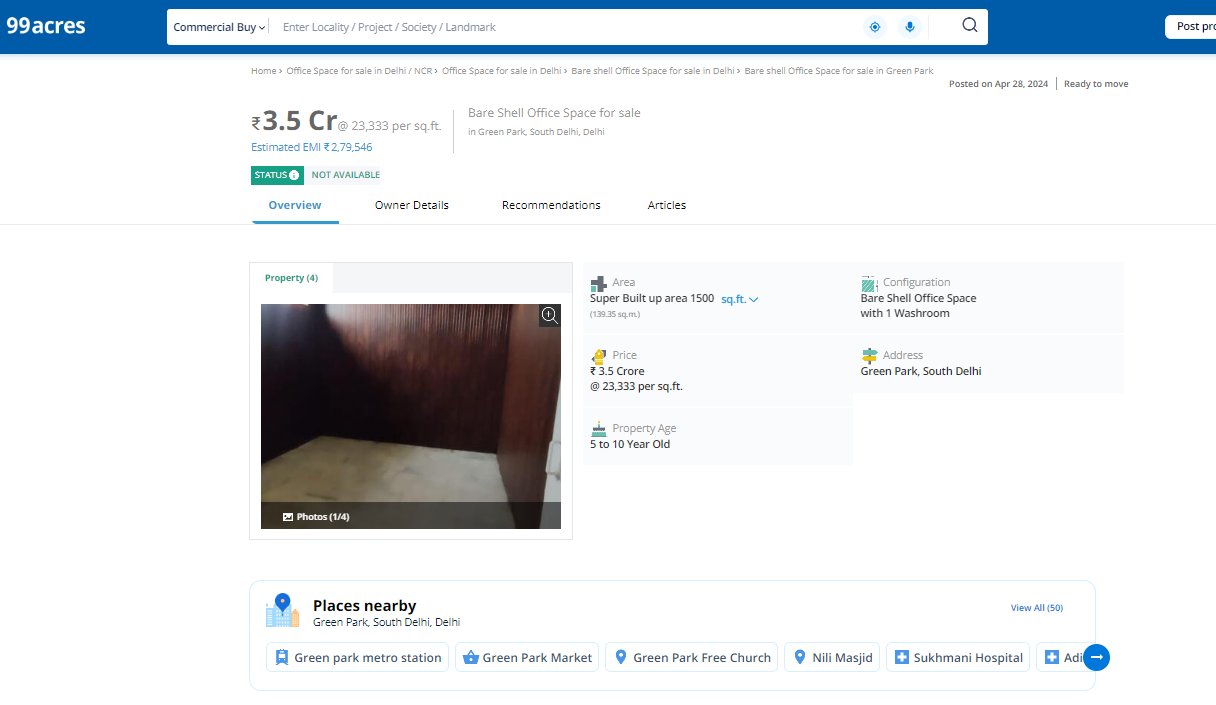 99acres
Commercial Buy
Enter Locality / Project / Society / Landmark
Post pro
Home › Office Space for sale in Delhi / NCR › Office Space for sale in Delhi › Bare shell Office Space for sale in Delhi › Bare shell Office Space for sale in Green Park
Posted on Apr 28, 2024 | Ready to move
₹3.5 Cr @ 23,333 per sq.ft.
Estimated EMI ₹2,79,546
Bare Shell Office Space for sale
in Green Park, South Delhi, Delhi
STATUS NOT AVAILABLE
Overview
Owner Details
Recommendations
Articles
Property (4)
Photos (1/4)
Area
Super Built up area 1500 sq.ft.
(139.35 sq.m.)
Configuration
Bare Shell Office Space
with 1 Washroom
Price
₹ 3.5 Crore
@ 23,333 per sq.ft.
Address
Green Park, South Delhi
Property Age
5 to 10 Year Old
Places nearby
Green Park, South Delhi, Delhi
View All (50)
Green park metro station
Green Park Market
Green Park Free Church
Nili Masjid
Sukhmani Hospital
Adi